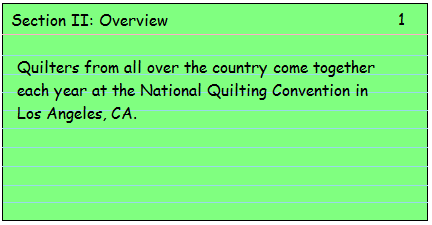 Section II: Overview 1
Quilters from all over the country come together
each year at the National Quilting Convention in
Los Angeles, CA.